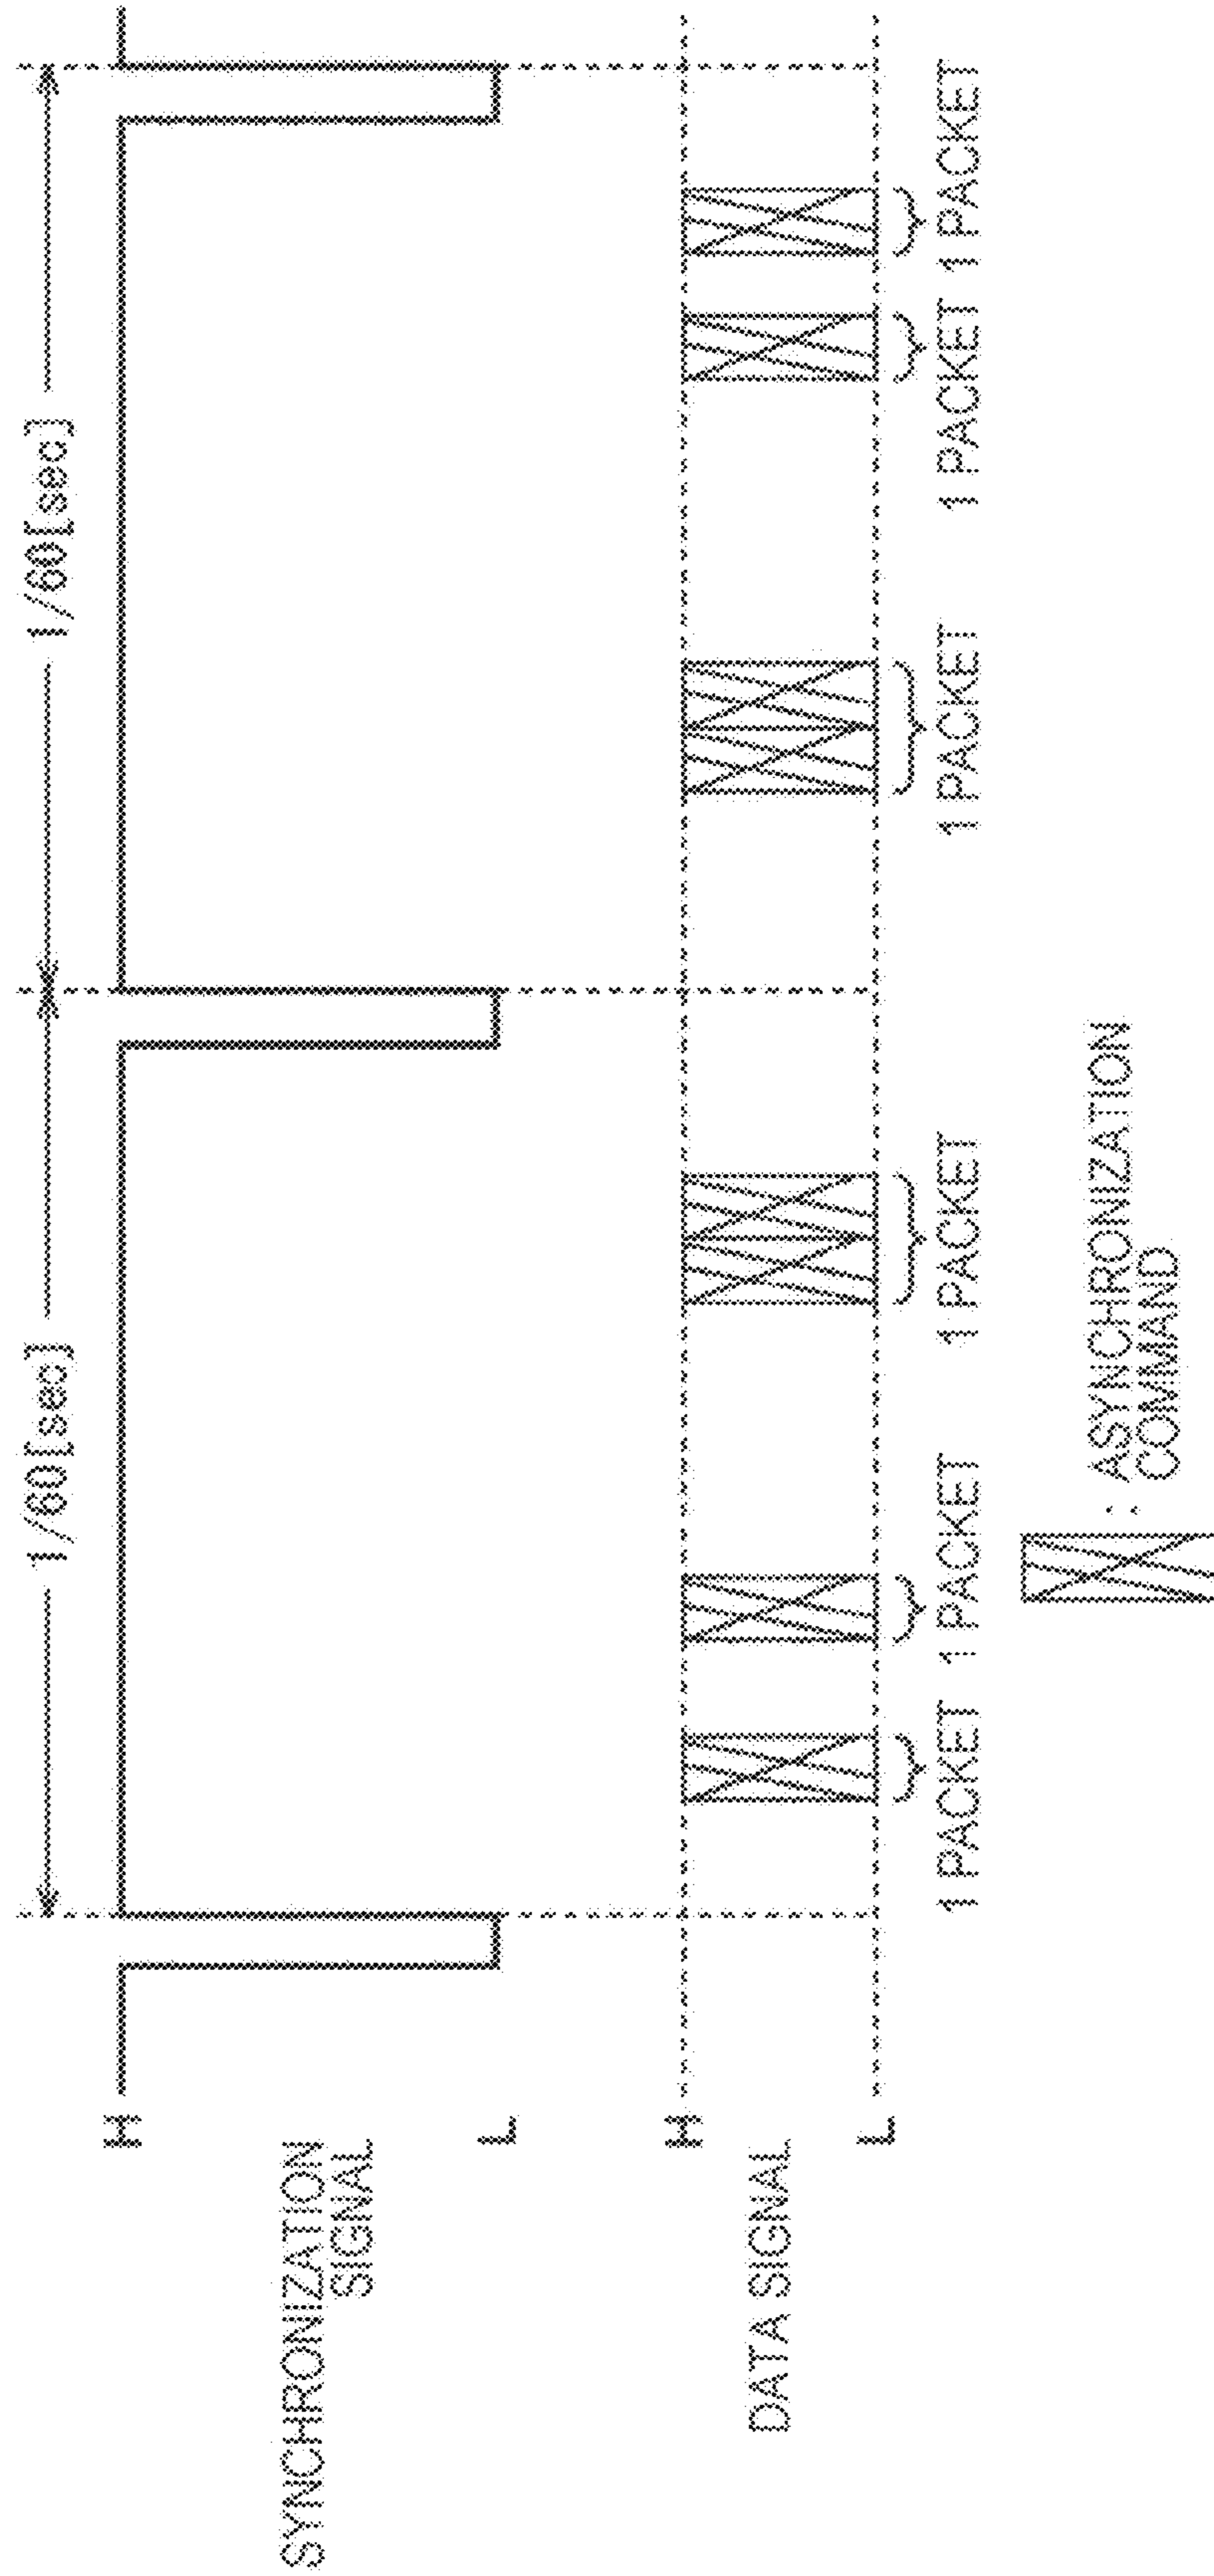 1/60[sec]
1/60[sec]
H
SYNCHRONIZATION
SIGNAL
L
H
DATA SIGNAL
L
1 PACKET
1 PACKET
1 PACKET
1 PACKET
1 PACKET
1 PACKET
: ASYNCHRONIZATION
COMMAND